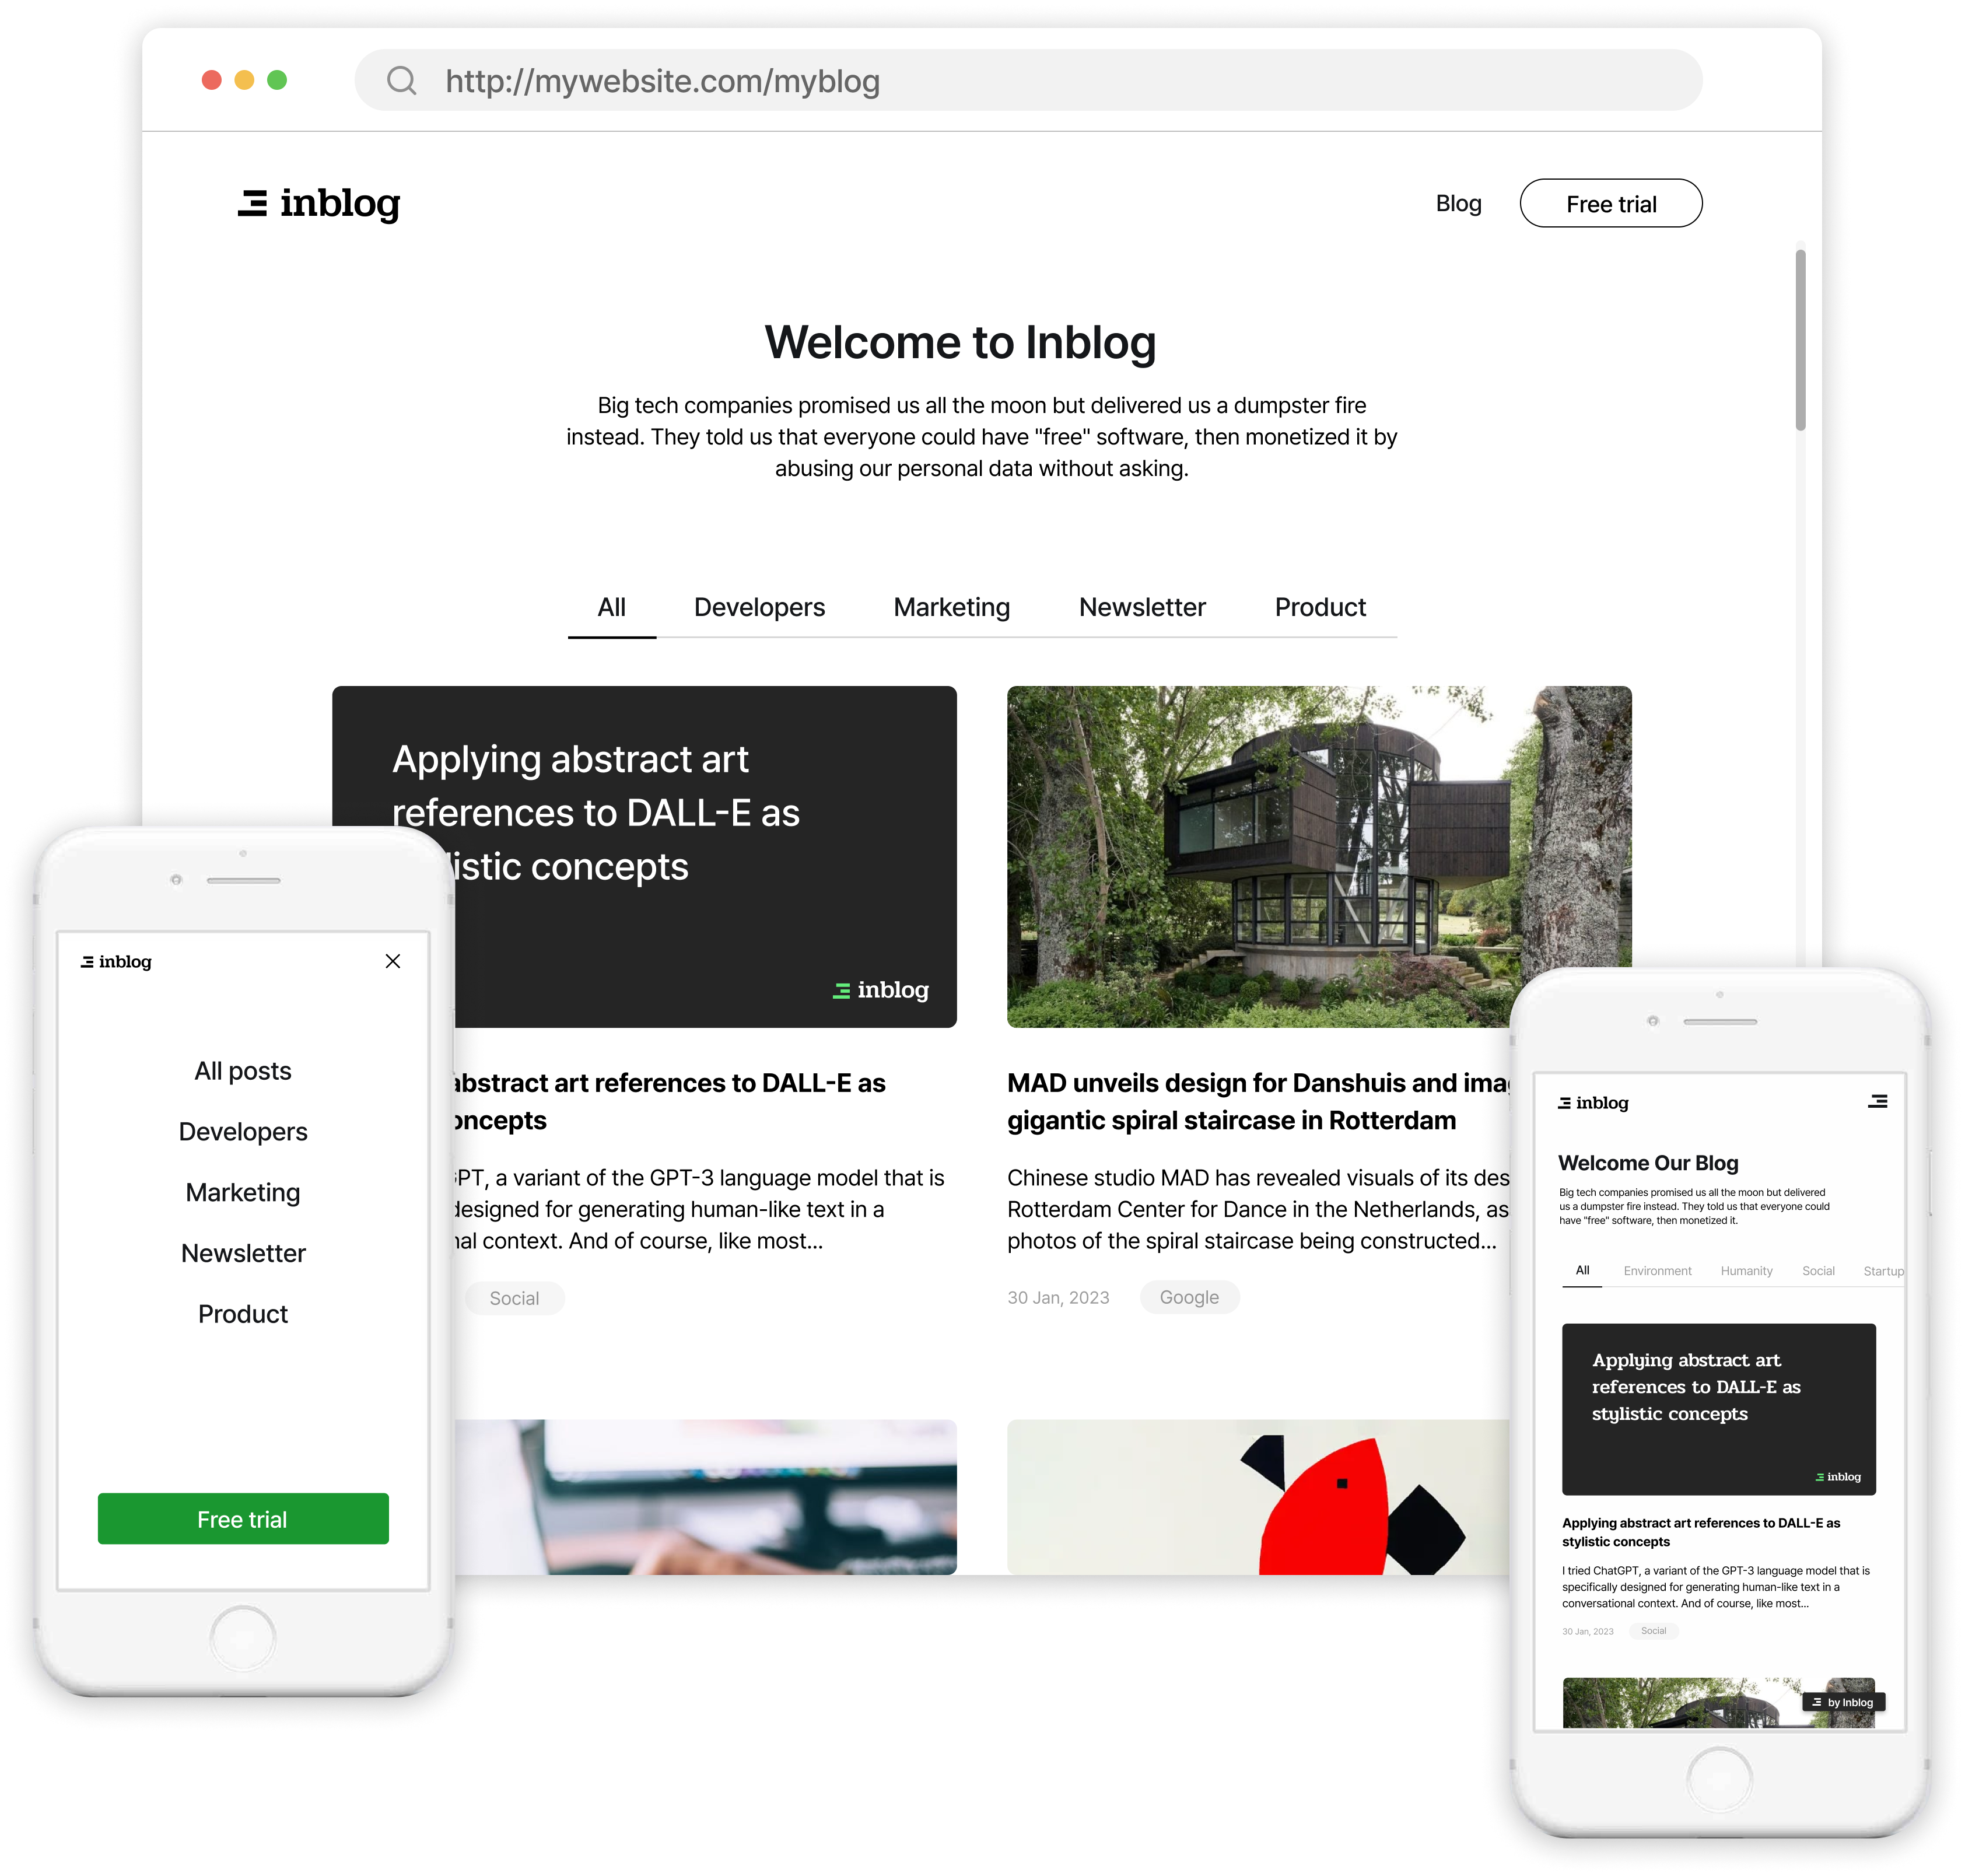 http://mywebsite.com/myblog
inblog
Blog
Free trial
Welcome to Inblog
Big tech companies promised us all the moon but delivered us a dumpster fire
instead. They told us that everyone could have "free" software, then monetized it by
abusing our personal data without asking.
All
Developers
Marketing
Newsletter
Product
Applying abstract art
references to DALL-E as
listic concepts
inblog
abstract art references to DALL-E as
oncepts
PT, a variant of the GPT-3 language model that is
designed for generating human-like text in a
nal context. And of course, like most...
Social
MAD unveils design for Danshuis and ima
gigantic spiral staircase in Rotterdam
Chinese studio MAD has revealed visuals of its des
Rotterdam Center for Dance in the Netherlands, as
photos of the spiral staircase being constructed...
30 Jan, 2023
Google
inblog
All posts
Developers
Marketing
Newsletter
Product
Free trial
inblog
Welcome Our Blog
Big tech companies promised us all the moon but delivered
us a dumpster fire instead. They told us that everyone could
have "free" software, then monetized it.
All
Environment
Humanity
Social
Startup
Applying abstract art
references to DALL-E as
stylistic concepts
inblog
Applying abstract art references to DALL-E as
stylistic concepts
I tried ChatGPT, a variant of the GPT-3 language model that is
specifically designed for generating human-like text in a
conversational context. And of course, like most...
30 Jan, 2023
Social
by Inblog